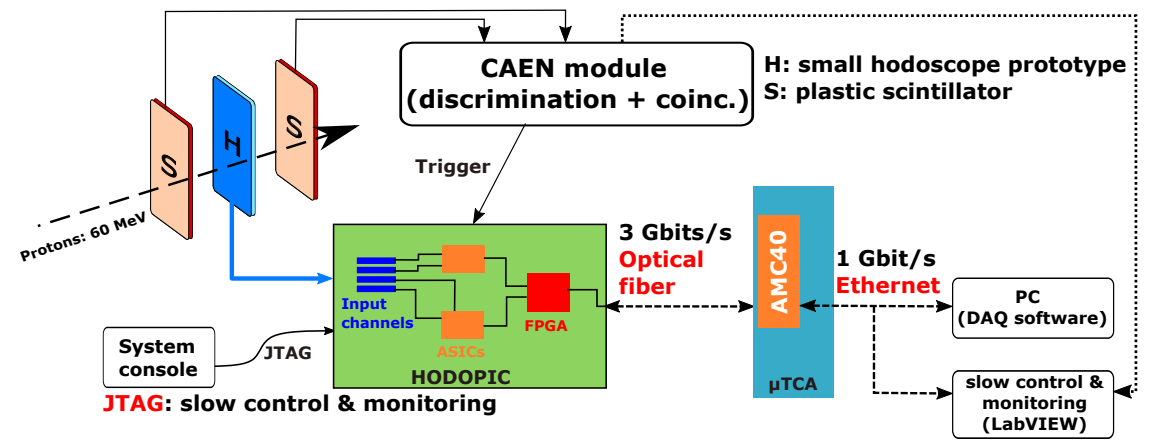 CAEN module
(discrimination + coinc.)
H: small hodoscope prototype
S: plastic scintillator
S
H
S
Protons: 60 MeV
Trigger
3 Gbits/s
Optical
fiber
1 Gbit/s
Ethernet
AMC40
µTCA
PC
(DAQ software)
slow control &
monitoring
(LabVIEW)
Input
channels
ASICs
FPGA
HODOPIC
System
console
JTAG
JTAG: slow control & monitoring